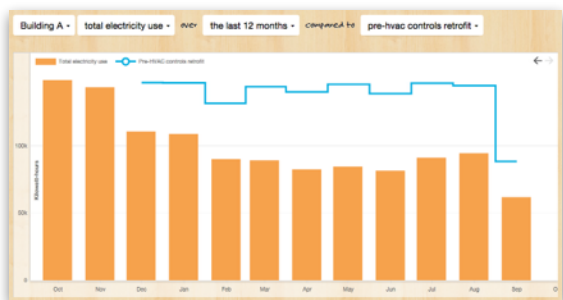 Building A total electricity use over the last 12 months compared to pre-hvac controls retrofit
Total electricity use Pre-HVAC controls retrofit
Kilowatt-hours
100k
50k
0
Oct Nov Dec Jan Feb Mar Apr May Jun Jul Aug Sep O